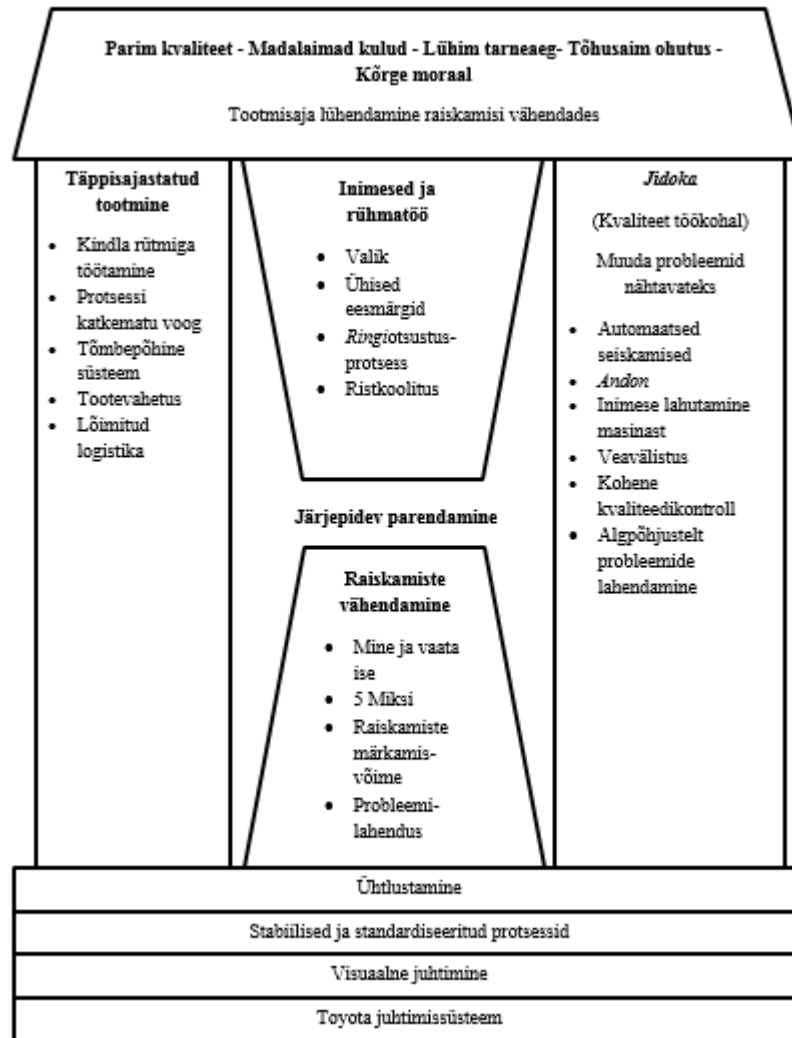 Parim kvaliteet - Madalaimad kulud - Lühim tarneaeg- Tõhusaim ohutus -
Kõrge moraal
Tootmisaja lühendamine raiskamisi vähendades
Täppisajastatud
tootmine
• Kindla rütmiga
töötamine
• Protsessi
katkematu voog
• Tõmbepõhine
süsteem
• Tootevahetus
• Lõimitud
logistika
Inimesed ja
rühmatöö
• Valik
• Ühised
eesmärgid
• Ringiotsustus-
protsess
• Ristkoolitus
Järjepidev parendamine
Raiskamiste
vähendamine
• Mine ja vaata
ise
• 5 Miksi
• Raiskamiste
märkamis-
võime
• Probleemi-
lahendus
Jidoka
(Kvaliteet töökohal)
Muuda probleemid
nähtavateks
• Automaatsed
seiskamised
• Andon
• Inimese lahutamine
masinast
• Veavälistus
• Kohene
kvaliteedikontroll
• Algpõhjustelt
probleemide
lahendamine
Ühtlustamine
Stabiilised ja standardiseeritud protsessid
Visuaalne juhtimine
Toyota juhtimissüsteem